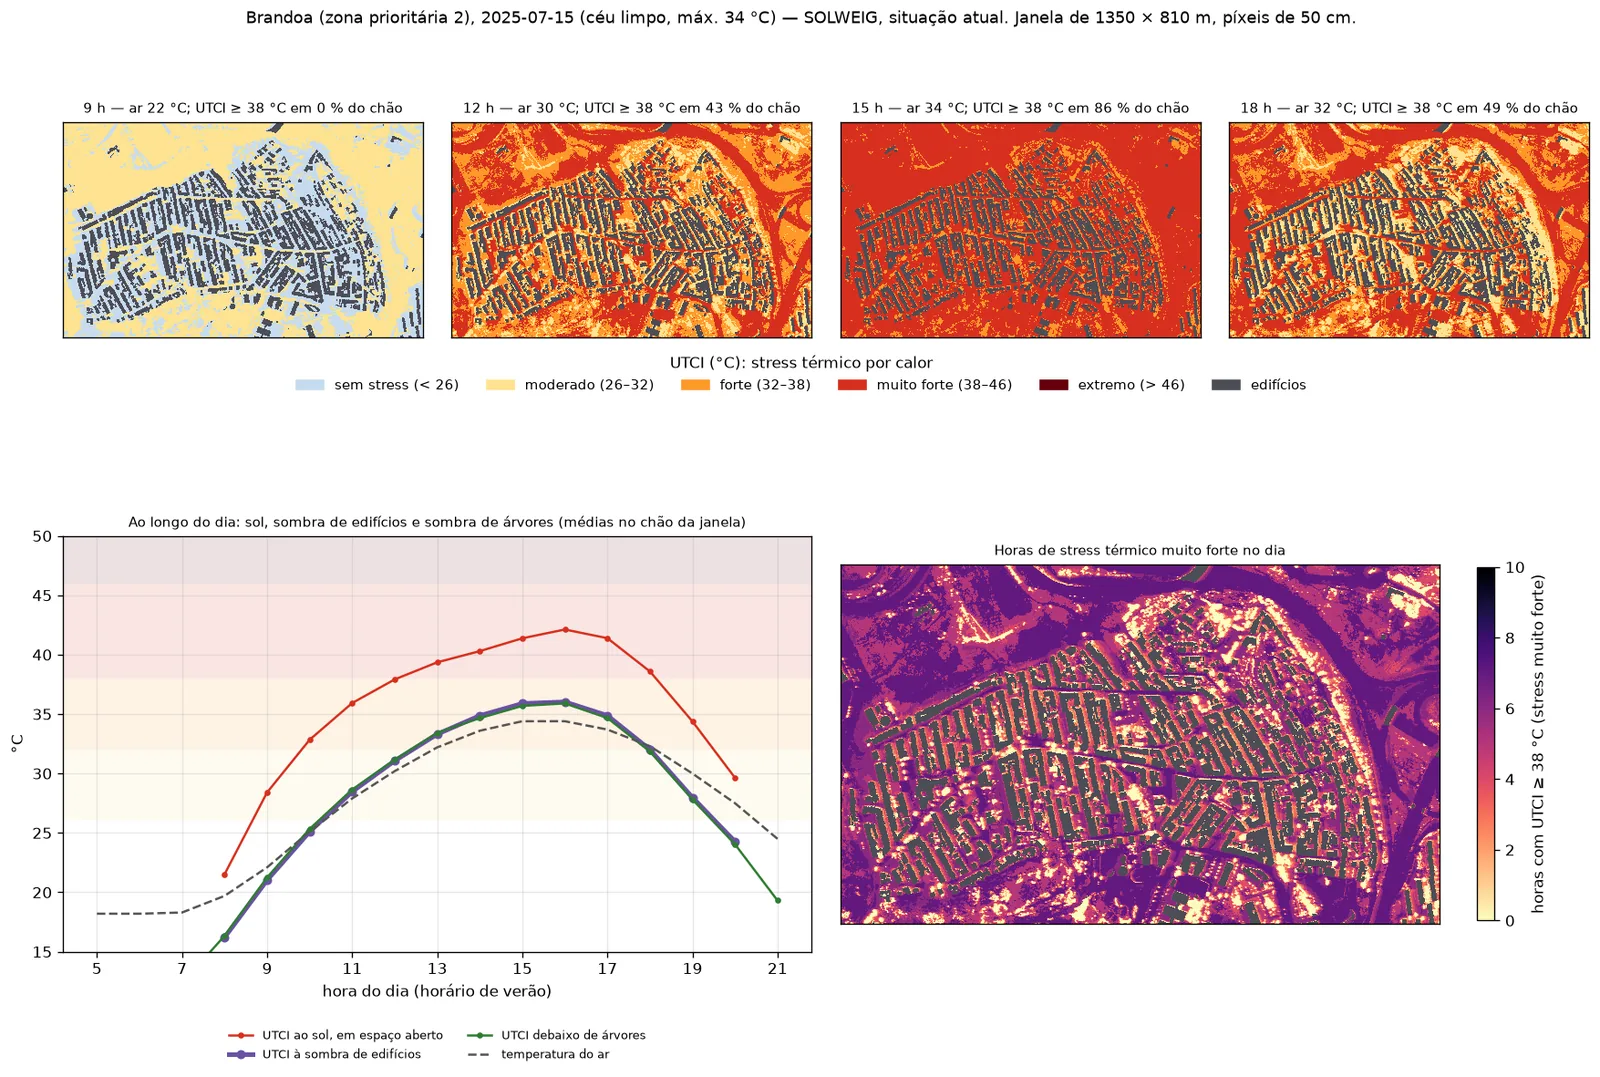 Brandoa (zona prioritária 2), 2025-07-15 (céu limpo, máx. 34 °C) — SOLWEIG, situação atual. Janela de 1350 × 810 m, píxeis de 50 cm.
9 h — ar 22 °C; UTCI ≥ 38 °C em 0 % do chão
12 h — ar 30 °C; UTCI ≥ 38 °C em 43 % do chão
15 h — ar 34 °C; UTCI ≥ 38 °C em 86 % do chão
18 h — ar 32 °C; UTCI ≥ 38 °C em 49 % do chão
UTCI (°C): stress térmico por calor
sem stress (< 26)
moderado (26–32)
forte (32–38)
muito forte (38–46)
extremo (> 46)
edifícios
Ao longo do dia: sol, sombra de edifícios e sombra de árvores (médias no chão da janela)
50
45
40
35
30
25
20
15
°C
5
7
9
11
13
15
17
19
21
hora do dia (horário de verão)
UTCI ao sol, em espaço aberto
UTCI à sombra de edifícios
UTCI debaixo de árvores
temperatura do ar
Horas de stress térmico muito forte no dia
10
8
6
4
2
0
horas com UTCI ≥ 38 °C (stress muito forte)